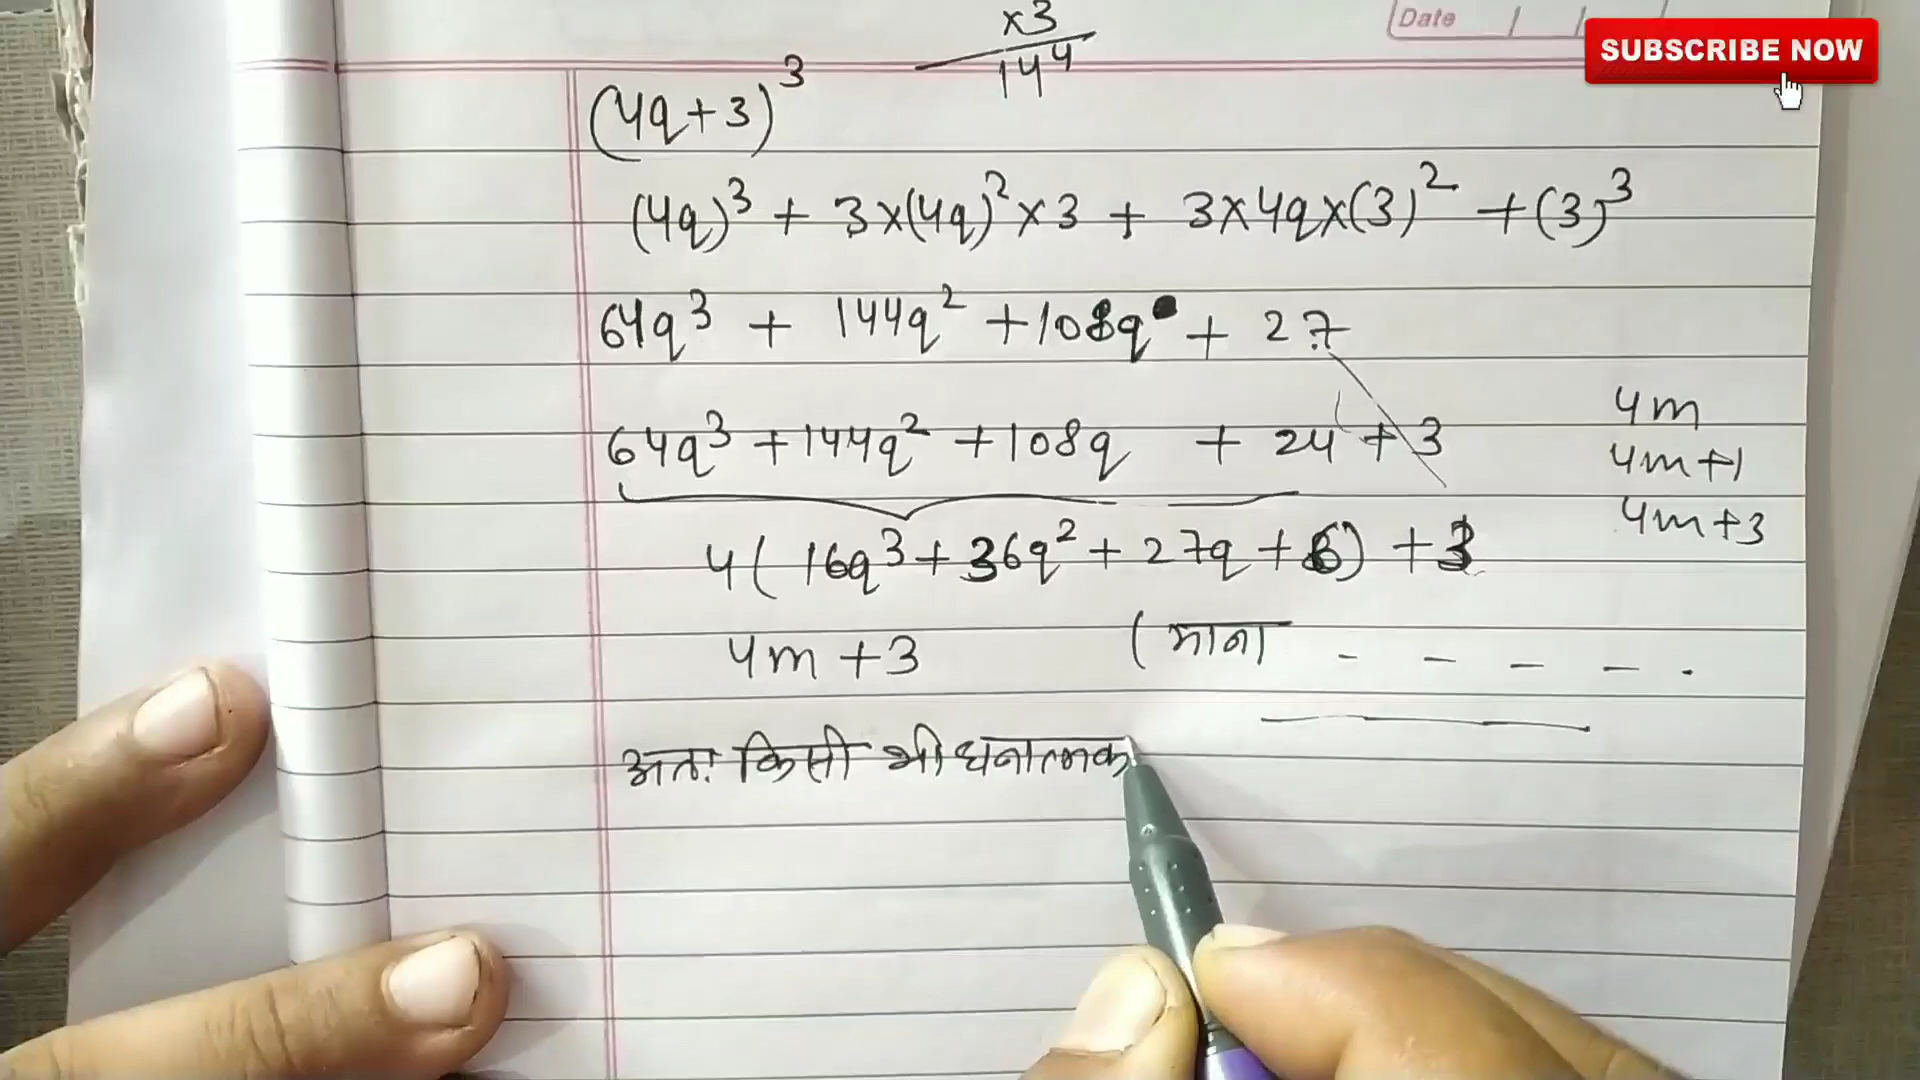 ×3
Date
SUBSCRIBE NOW
144
(4q+3)³
(4q)³ + 3×(4q)²×3 + 3×4q×(3)² +(3)³
64q³ + 144q² +108q + 27
64q³ +144q² +108q + 24 + 3
4m
4m+1
4m+3
4(16q³+36q²+27q+6) +3
4m +3 (माना - - - - .
अतः किसी भी धनात्मक